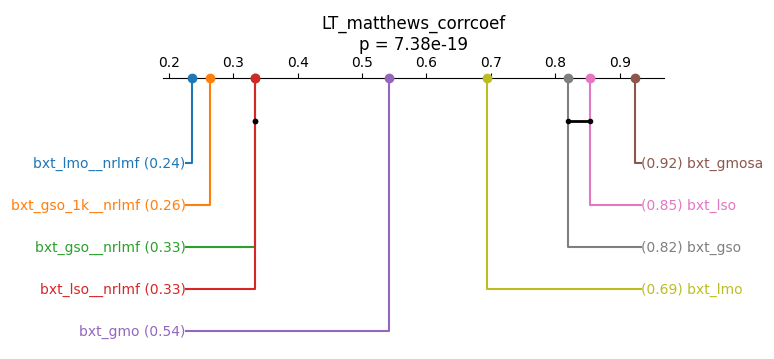 LT_matthews_corrcoef
p = 7.38e-19
0.2 0.3 0.4 0.5 0.6 0.7 0.8 0.9
bxt_lmo__nrlmf (0.24) (0.92) bxt_gmosa
bxt_gso_1k__nrlmf (0.26) (0.85) bxt_lso
bxt_gso__nrlmf (0.33) (0.82) bxt_gso
bxt_lso__nrlmf (0.33) (0.69) bxt_lmo
bxt_gmo (0.54)